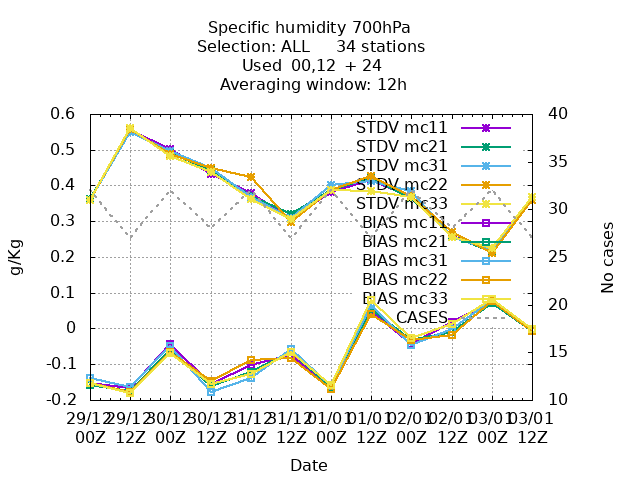 Specific humidity 700hPa
Selection: ALL 34 stations
Used 00,12 + 24
Averaging window: 12h
0.6
0.5
0.4
0.3
0.2
0.1
0
-0.1
-0.2
g/Kg
40
35
30
25
20
15
10
No cases
STDV mc11
STDV mc21
STDV mc31
STDV mc22
STDV mc33
BIAS mc11
BIAS mc21
BIAS mc31
BIAS mc22
BIAS mc33
CASES
29/12 29/12 30/12 30/12 31/12 31/12 01/01 01/01 02/01 02/01 03/01 03/01
00Z 12Z 00Z 12Z 00Z 12Z 00Z 12Z 00Z 12Z 00Z 12Z
Date